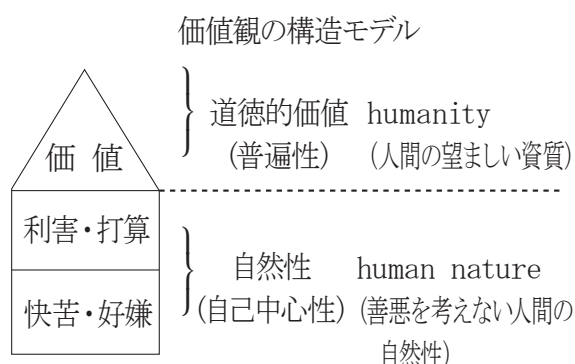 価値観の構造モデル
道徳的価値 humanity
価 値 (普遍性) (人間の望ましい資質)
利害・打算
自然性 human nature
快苦・好嫌 (自己中心性) (善悪を考えない人間の
自然性)